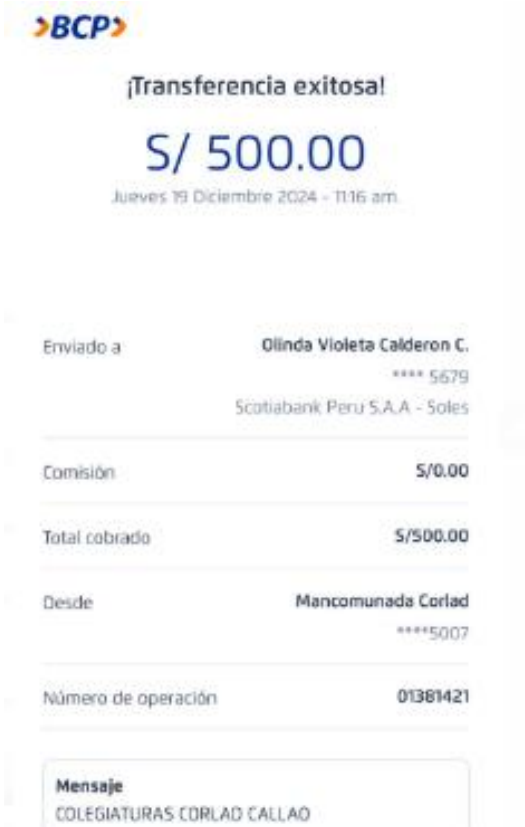 BCP
¡Transferencia exitosa!
S/ 500.00
Jueves 19 Diciembre 2024 - 11:16 am.
Enviado a Olinda Violeta Calderon C.
**** 5679
Scotiabank Peru S.A.A - Soles
Comisión S/0.00
Total cobrado S/500.00
Desde Mancomunada Corlad
****5007
Número de operación 01381421
Mensaje
COLEGIATURAS CORLAD CALLAO